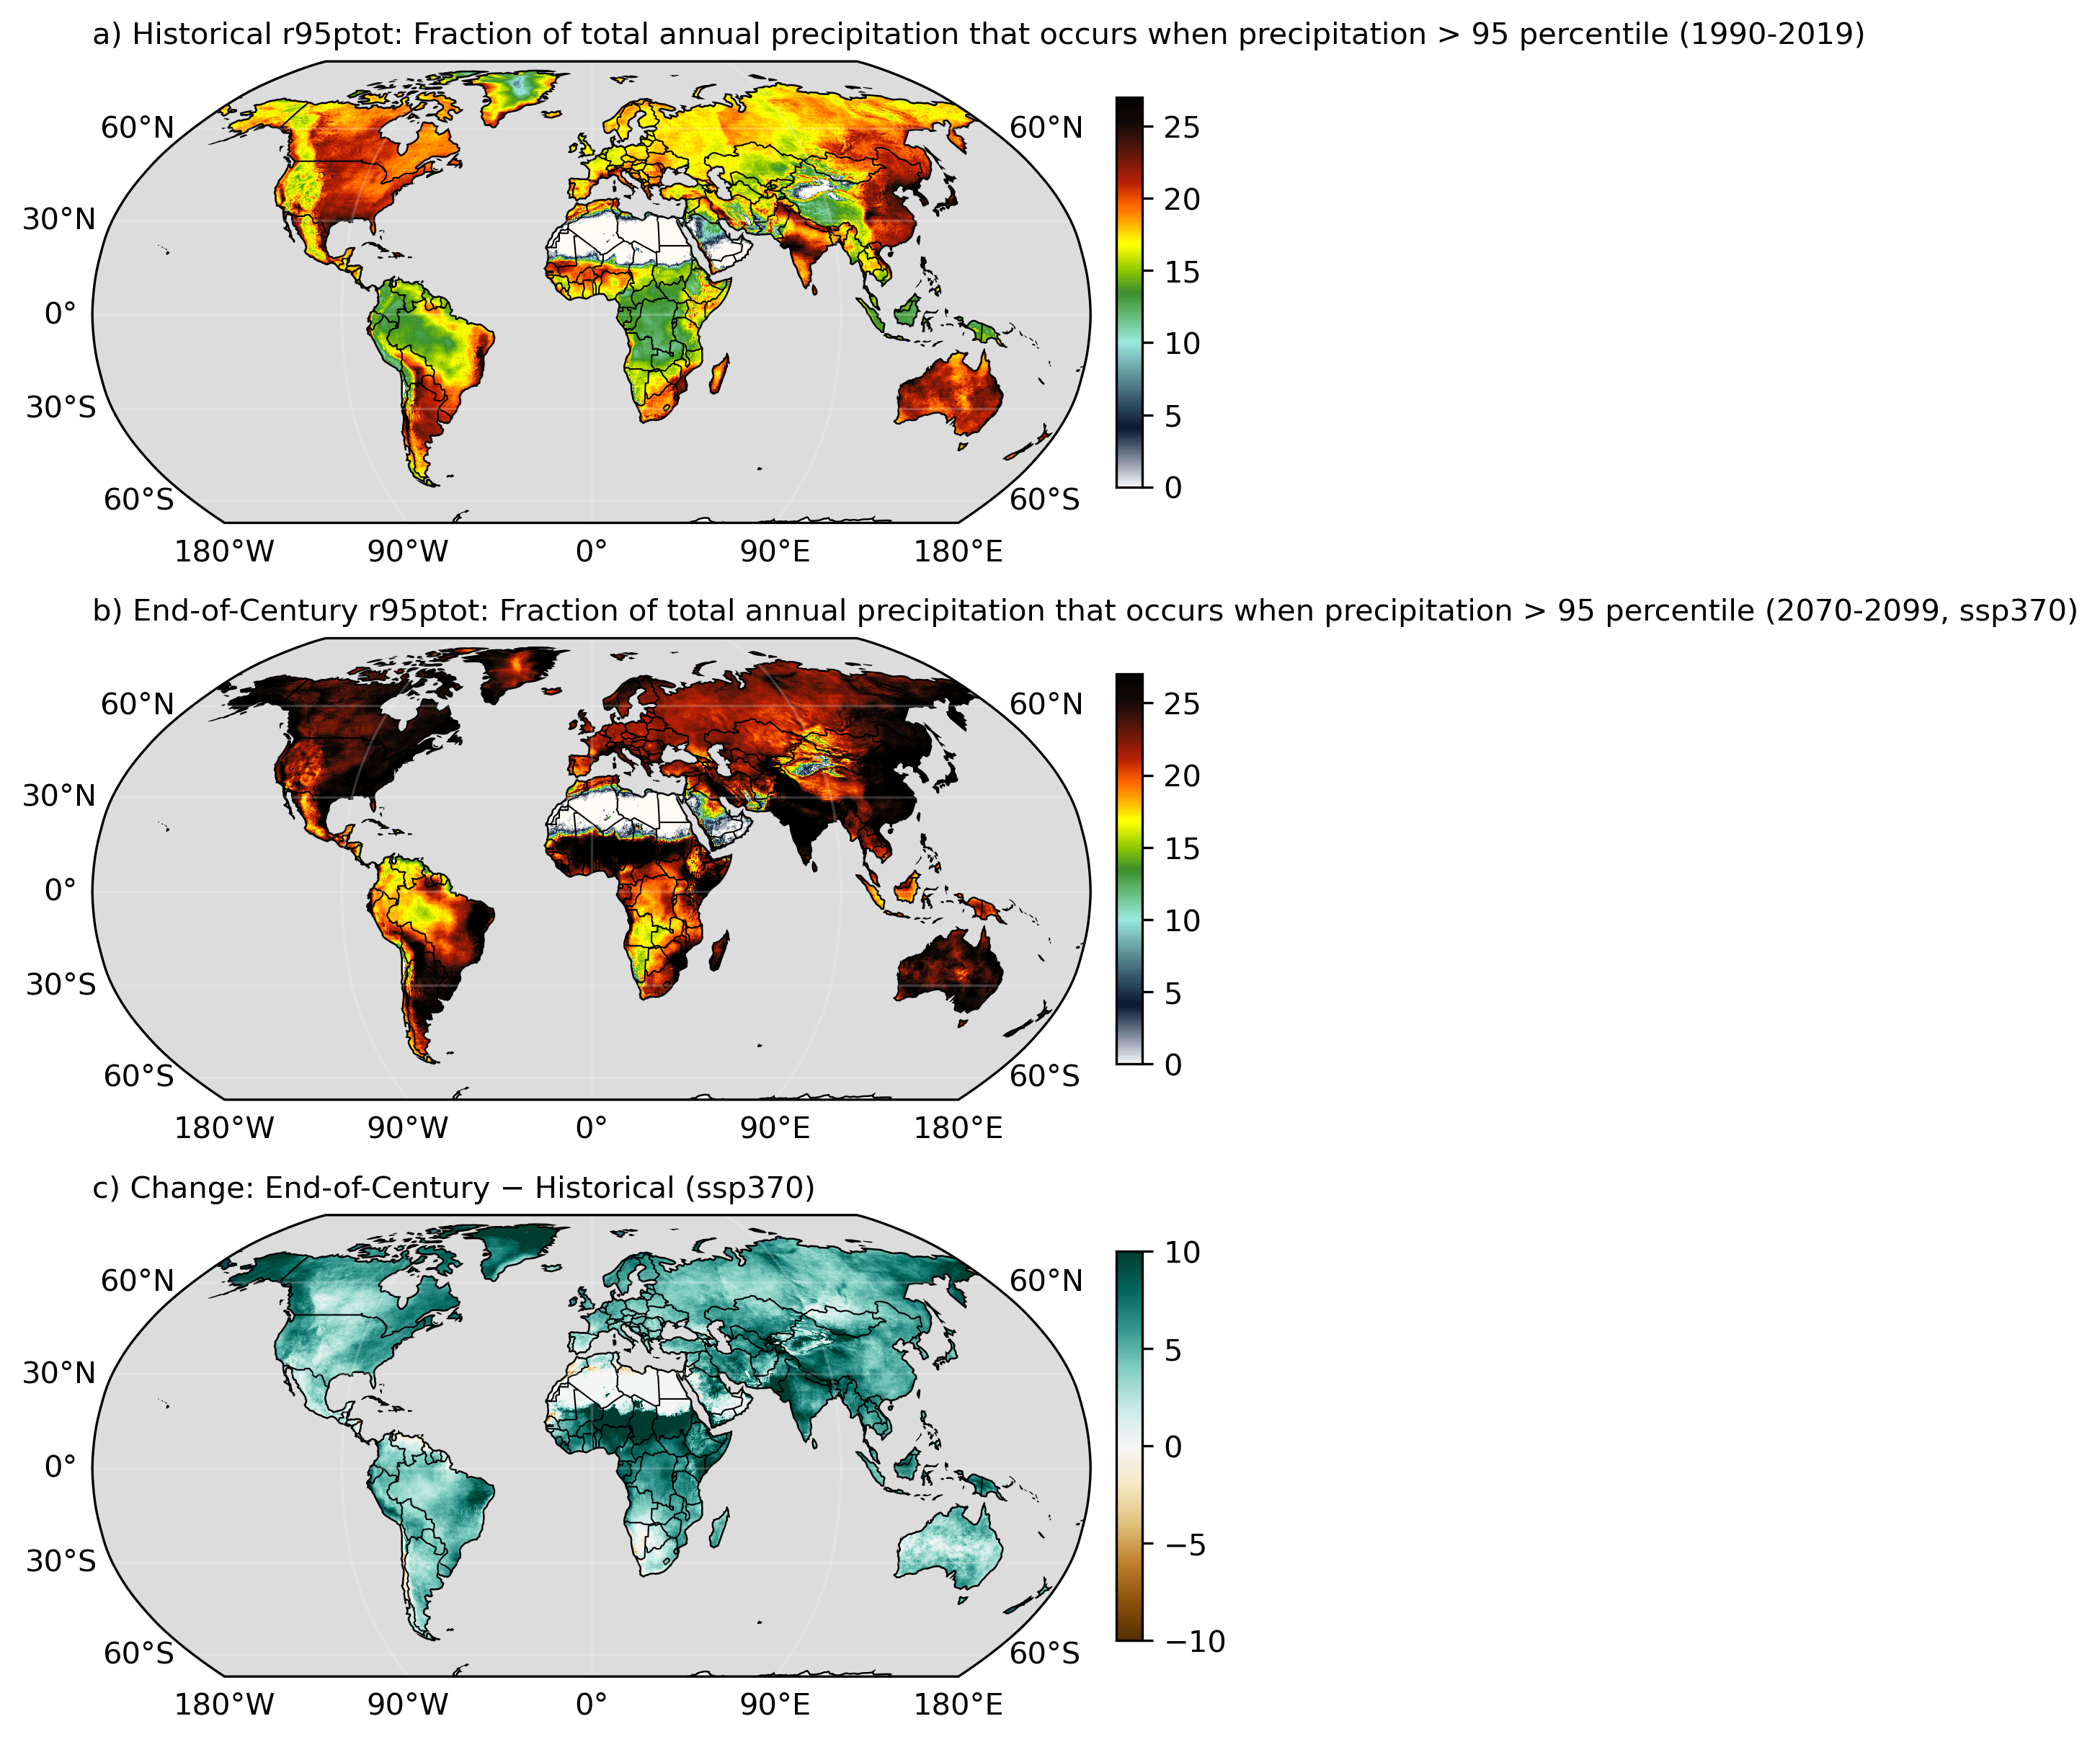 a) Historical r95ptot: Fraction of total annual precipitation that occurs when precipitation > 95 percentile (1990-2019)
60°N
60°N
30°N
0°
30°S
60°S
60°S
180°W 90°W 0° 90°E 180°E
25
20
15
10
5
0
b) End-of-Century r95ptot: Fraction of total annual precipitation that occurs when precipitation > 95 percentile (2070-2099, ssp370)
60°N
60°N
30°N
0°
30°S
60°S
60°S
180°W 90°W 0° 90°E 180°E
25
20
15
10
5
0
c) Change: End-of-Century − Historical (ssp370)
60°N
60°N
30°N
0°
30°S
60°S
60°S
180°W 90°W 0° 90°E 180°E
10
5
0
−5
−10